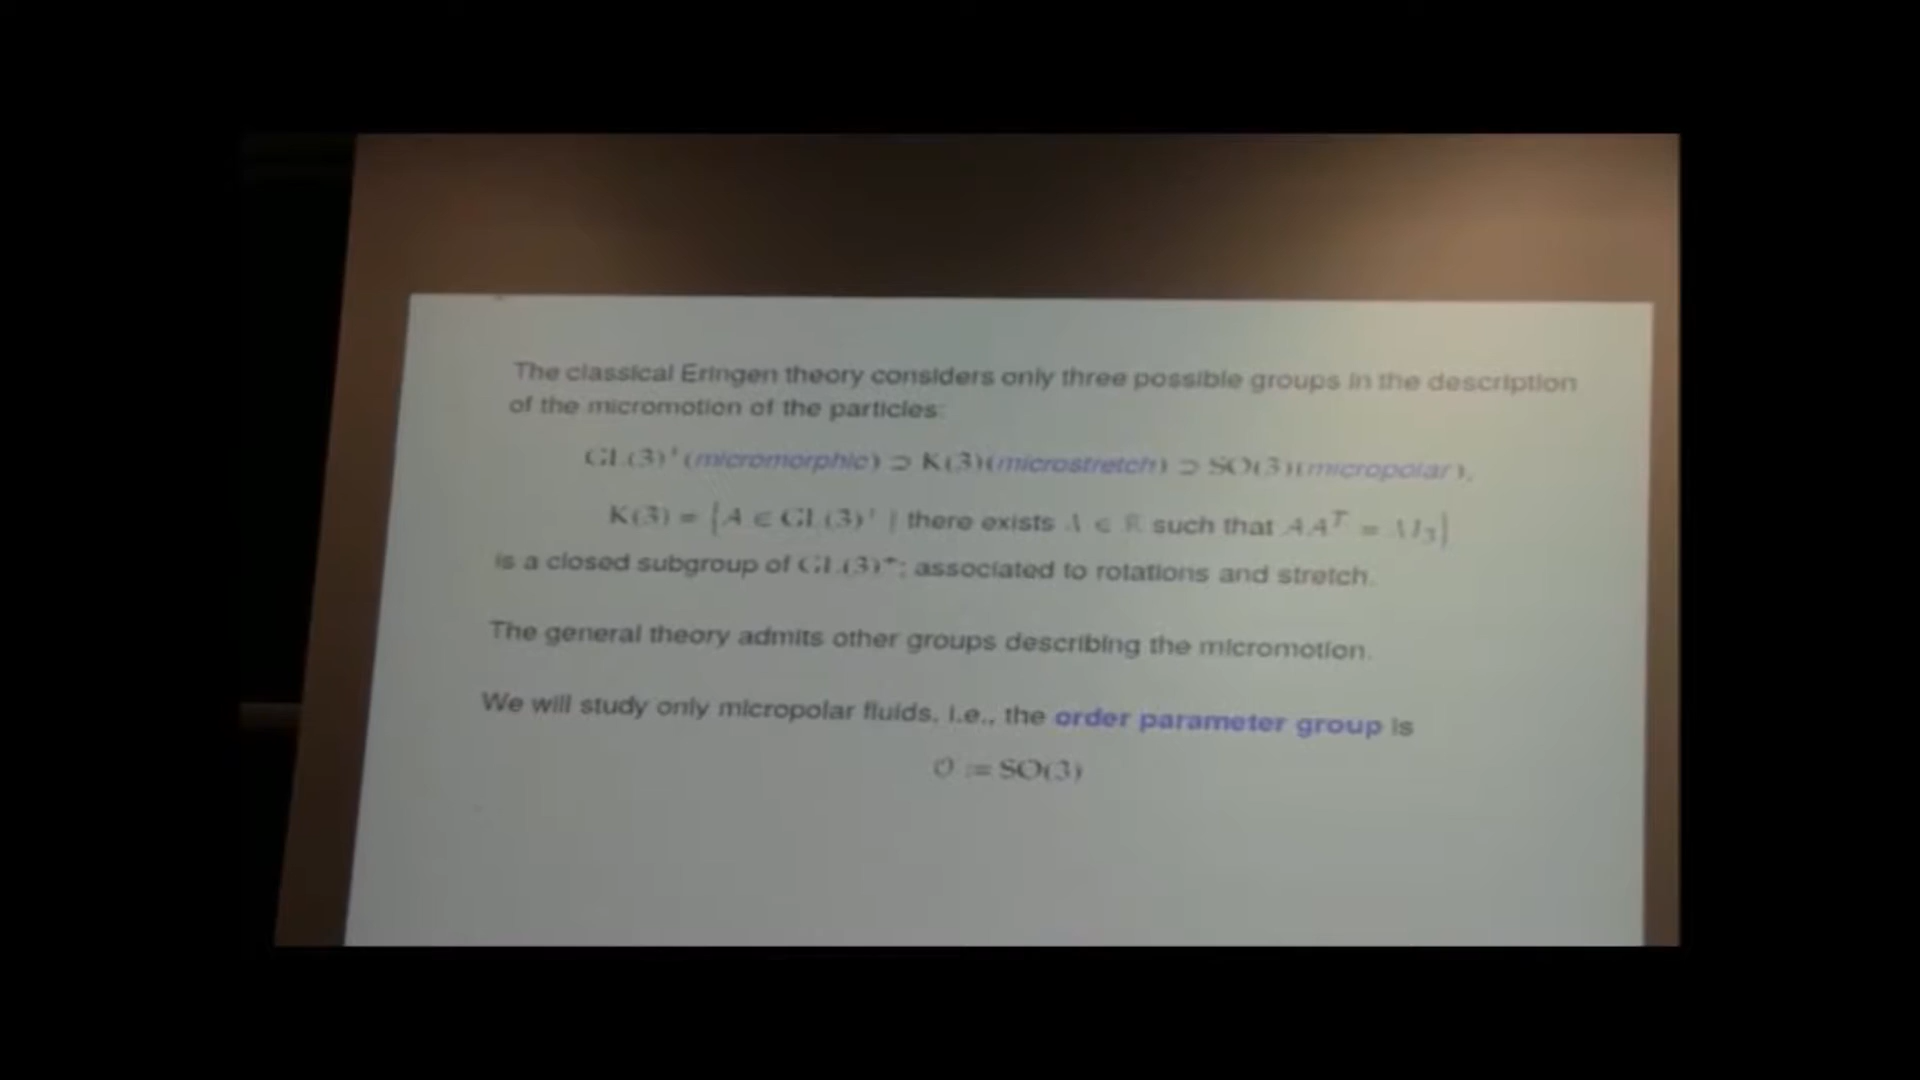 The classical Eringen theory considers only three possible groups in the description
of the micromotion of the particles:
GL(3)⁺(micromorphic) ⊃ K(3)(microstretch) ⊃ SO(3)(micropolar),
K(3) = {A ∈ GL(3)⁺ | there exists λ ∈ ℝ such that AAᵀ = λI₃}
is a closed subgroup of GL(3)⁺; associated to rotations and stretch.
The general theory admits other groups describing the micromotion.
We will study only micropolar fluids, i.e., the order parameter group is
O := SO(3)